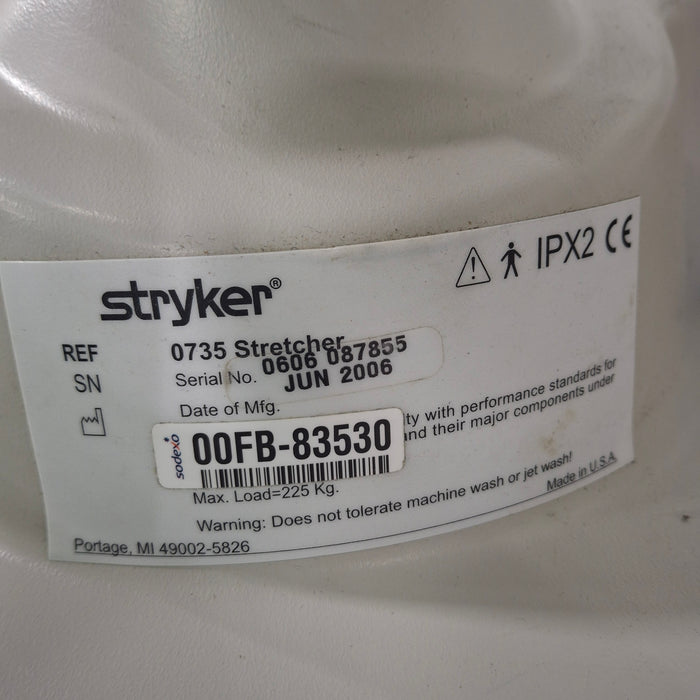 stryker®
IPX2 CE
REF 0735 Stretcher
SN Serial No. 0606 087855
JUN 2006
Date of Mfg.
ty with performance standards for
and their major components under
sodexo
00FB-83530
Max. Load=225 Kg.
Warning: Does not tolerate machine wash or jet wash!
Made in U.S.A.
Portage, MI 49002-5826